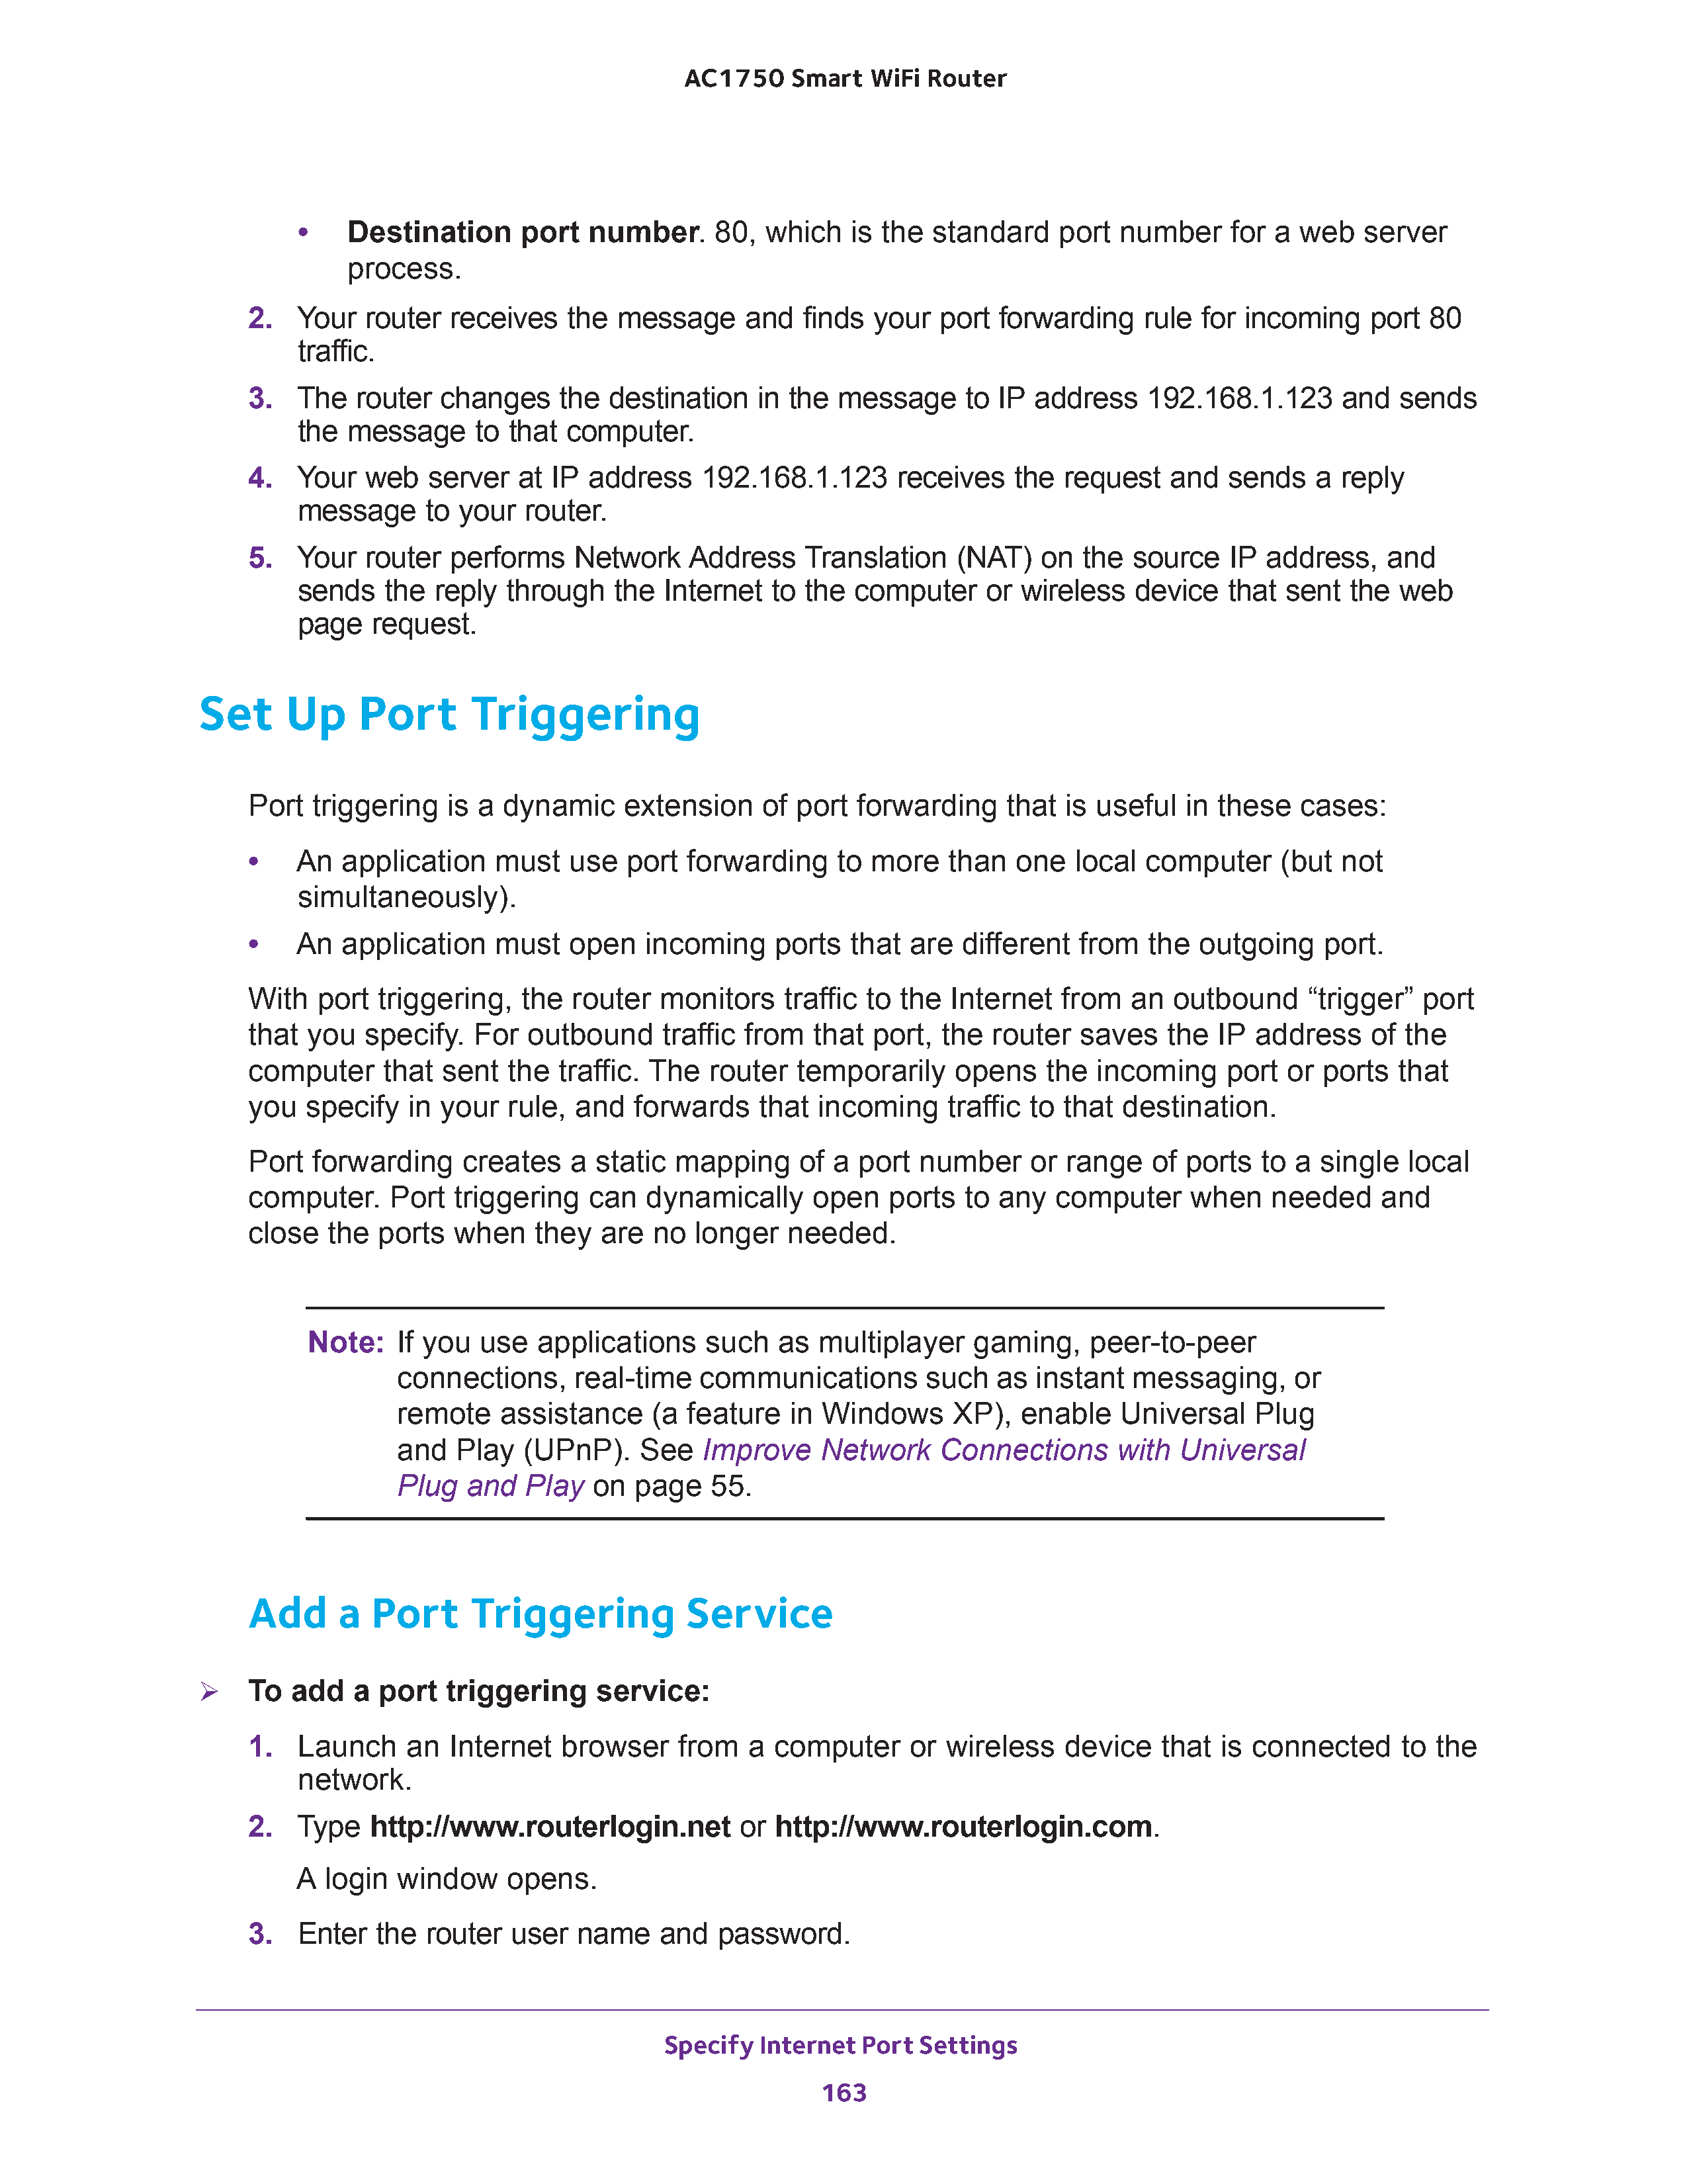 AC1750 Smart WiFi Router
• Destination port number. 80, which is the standard port number for a web server
process.
2. Your router receives the message and finds your port forwarding rule for incoming port 80
traffic.
3. The router changes the destination in the message to IP address 192.168.1.123 and sends
the message to that computer.
4. Your web server at IP address 192.168.1.123 receives the request and sends a reply
message to your router.
5. Your router performs Network Address Translation (NAT) on the source IP address, and
sends the reply through the Internet to the computer or wireless device that sent the web
page request.
Set Up Port Triggering
Port triggering is a dynamic extension of port forwarding that is useful in these cases:
• An application must use port forwarding to more than one local computer (but not
simultaneously).
• An application must open incoming ports that are different from the outgoing port.
With port triggering, the router monitors traffic to the Internet from an outbound “trigger” port
that you specify. For outbound traffic from that port, the router saves the IP address of the
computer that sent the traffic. The router temporarily opens the incoming port or ports that
you specify in your rule, and forwards that incoming traffic to that destination.
Port forwarding creates a static mapping of a port number or range of ports to a single local
computer. Port triggering can dynamically open ports to any computer when needed and
close the ports when they are no longer needed.
Note: If you use applications such as multiplayer gaming, peer-to-peer
connections, real-time communications such as instant messaging, or
remote assistance (a feature in Windows XP), enable Universal Plug
and Play (UPnP). See Improve Network Connections with Universal
Plug and Play on page 55.
Add a Port Triggering Service
➢ To add a port triggering service:
1. Launch an Internet browser from a computer or wireless device that is connected to the
network.
2. Type http://www.routerlogin.net or http://www.routerlogin.com.
A login window opens.
3. Enter the router user name and password.
Specify Internet Port Settings
163